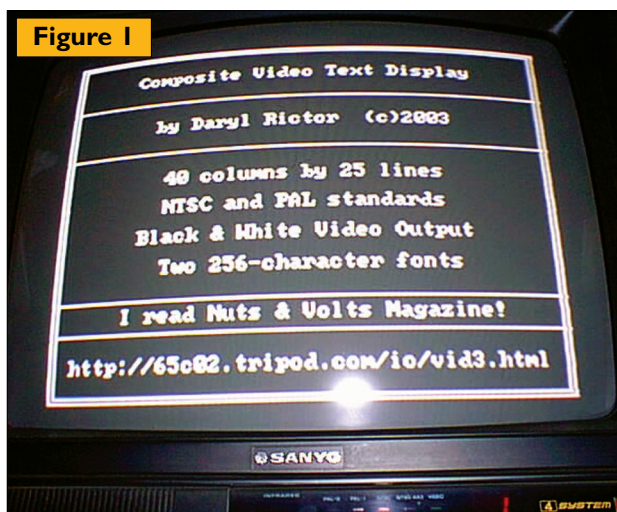 Figure 1
Composite Video Text Display
by Daryl Rictor (c)2003
40 columns by 25 lines
NTSC and PAL standards
Black & White Video Output
Two 256-character fonts
I read Nuts & Volts Magazine!
http://65c02.tripod.com/io/vid3.html
SANYO
INFRARED
4 SYSTEM